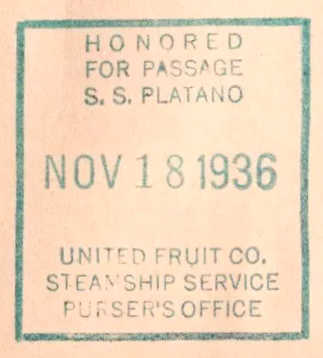 HONORED
FOR PASSAGE
S. S. PLATANO
NOV 18 1936
UNITED FRUIT CO.
STEAMSHIP SERVICE
PURSER'S OFFICE